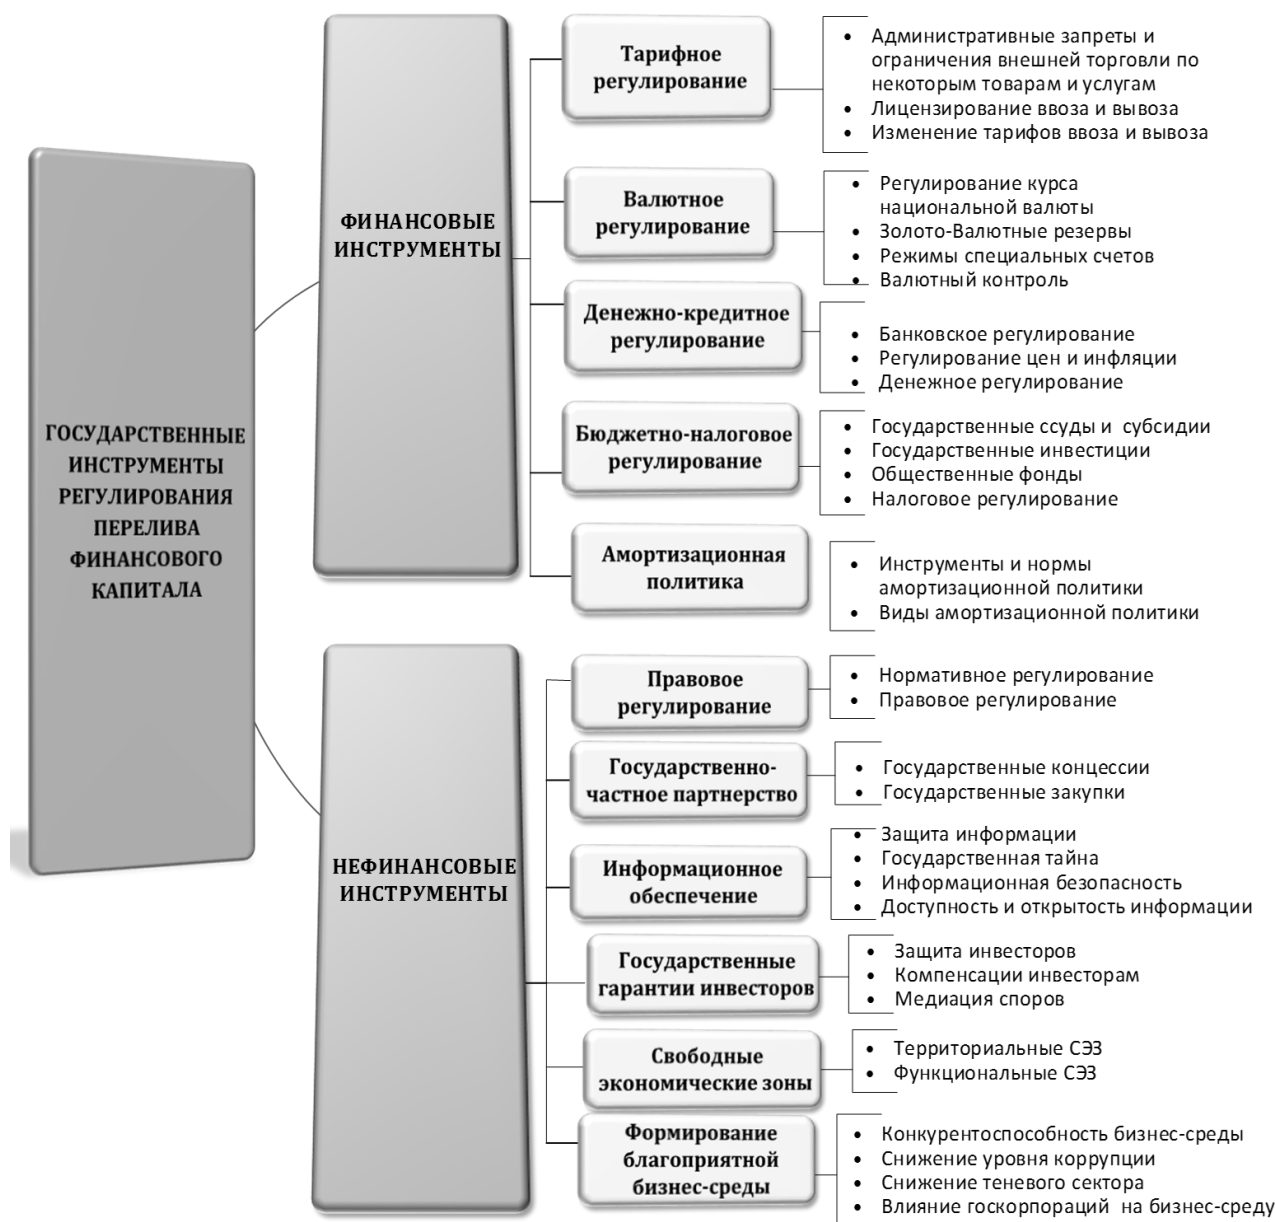 ГОСУДАРСТВЕННЫЕ
ИНСТРУМЕНТЫ
РЕГУЛИРОВАНИЯ
ПЕРЕЛИВА
ФИНАНСОВОГО
КАПИТАЛА
ФИНАНСОВЫЕ
ИНСТРУМЕНТЫ
Тарифное
регулирование
• Административные запреты и
ограничения внешней торговли по
некоторым товарам и услугам
• Лицензирование ввоза и вывоза
• Изменение тарифов ввоза и вывоза
Валютное
регулирование
• Регулирование курса
национальной валюты
• Золото-Валютные резервы
• Режимы специальных счетов
• Валютный контроль
Денежно-кредитное
регулирование
• Банковское регулирование
• Регулирование цен и инфляции
• Денежное регулирование
Бюджетно-налоговое
регулирование
• Государственные ссуды и субсидии
• Государственные инвестиции
• Общественные фонды
• Налоговое регулирование
Амортизационная
политика
• Инструменты и нормы
амортизационной политики
• Виды амортизационной политики
НЕФИНАНСОВЫЕ
ИНСТРУМЕНТЫ
Правовое
регулирование
• Нормативное регулирование
• Правовое регулирование
Государственно-
частное партнерство
• Государственные концессии
• Государственные закупки
Информационное
обеспечение
• Защита информации
• Государственная тайна
• Информационная безопасность
• Доступность и открытость информации
Государственные
гарантии инвесторов
• Защита инвесторов
• Компенсации инвесторам
• Медиация споров
Свободные
экономические зоны
• Территориальные СЭЗ
• Функциональные СЭЗ
Формирование
благоприятной
бизнес-среды
• Конкурентоспособность бизнес-среды
• Снижение уровня коррупции
• Снижение теневого сектора
• Влияние госкорпораций на бизнес-среду